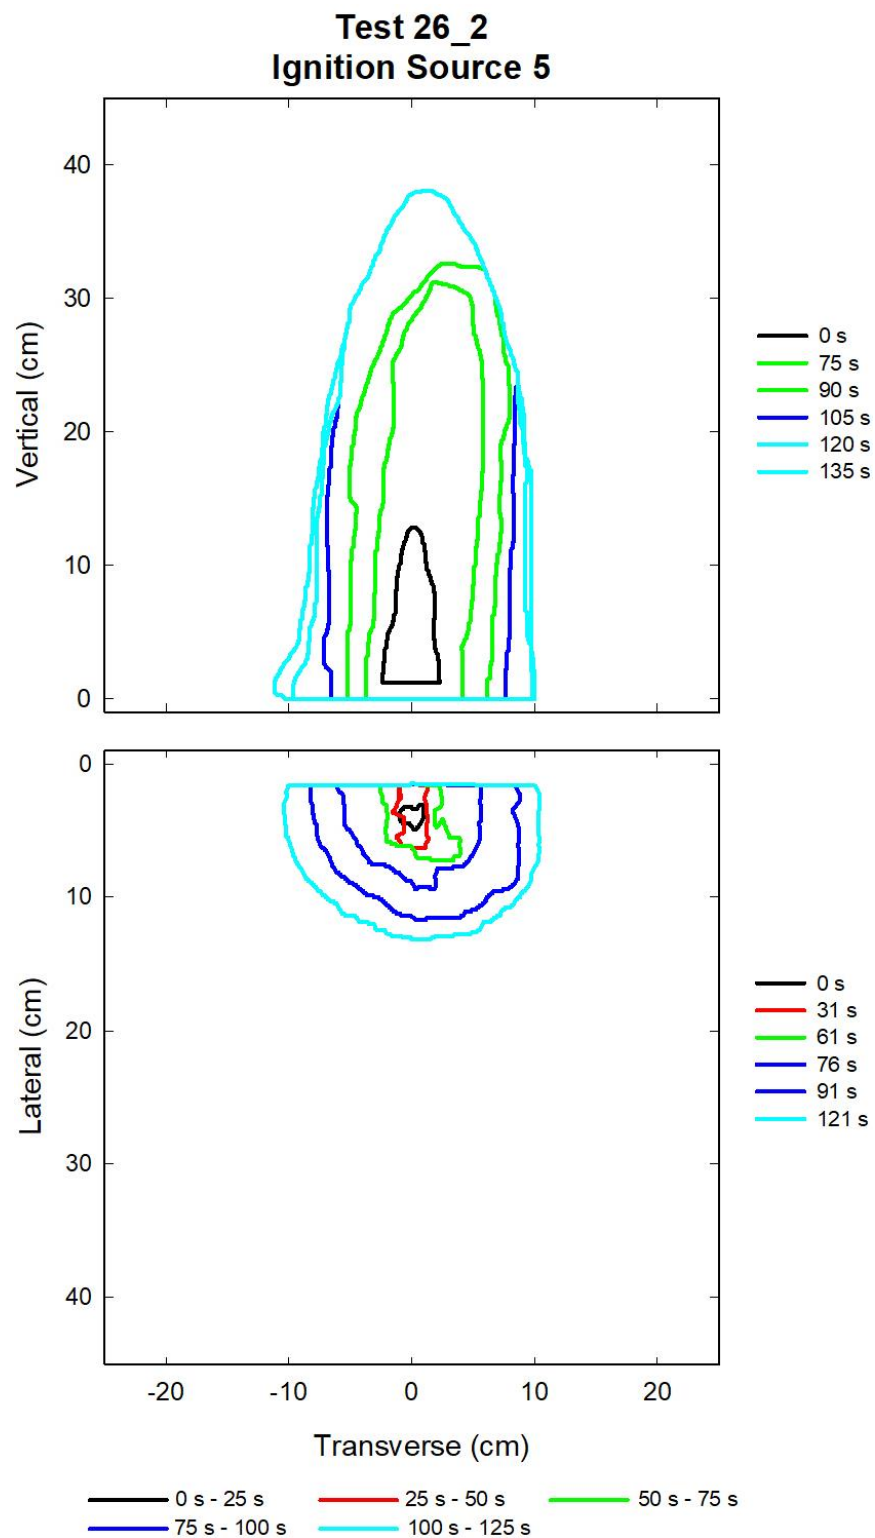 Test 26_2
Ignition Source 5
40
30
20
10
0
Vertical (cm)
0 s
75 s
90 s
105 s
120 s
135 s
0
10
20
30
40
Lateral (cm)
0 s
31 s
61 s
76 s
91 s
121 s
-20 -10 0 10 20
Transverse (cm)
0 s - 25 s 25 s - 50 s 50 s - 75 s
75 s - 100 s 100 s - 125 s